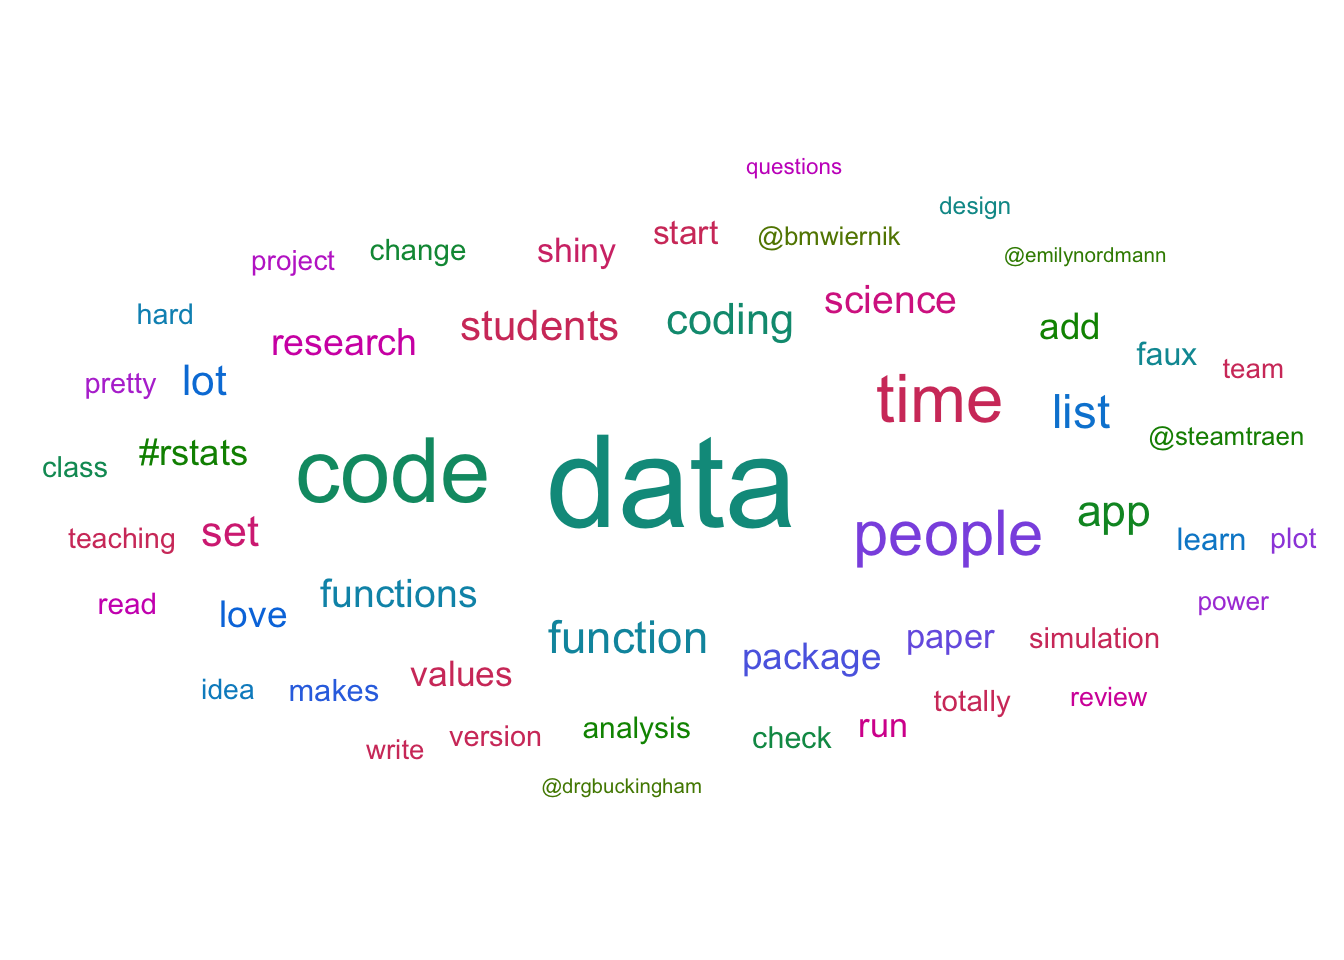 questions
design
start
@bmwiernik
change
shiny
@emilynordmann
project
science
hard
students
coding
add
research
faux
team
pretty
lot
time
list
@steamtraen
#rstats
class
code
data
app
set
teaching
people
learn
plot
functions
read
love
power
function
package
paper
simulation
values
idea
makes
totally
review
analysis
check
run
write
version
@drgbuckingham